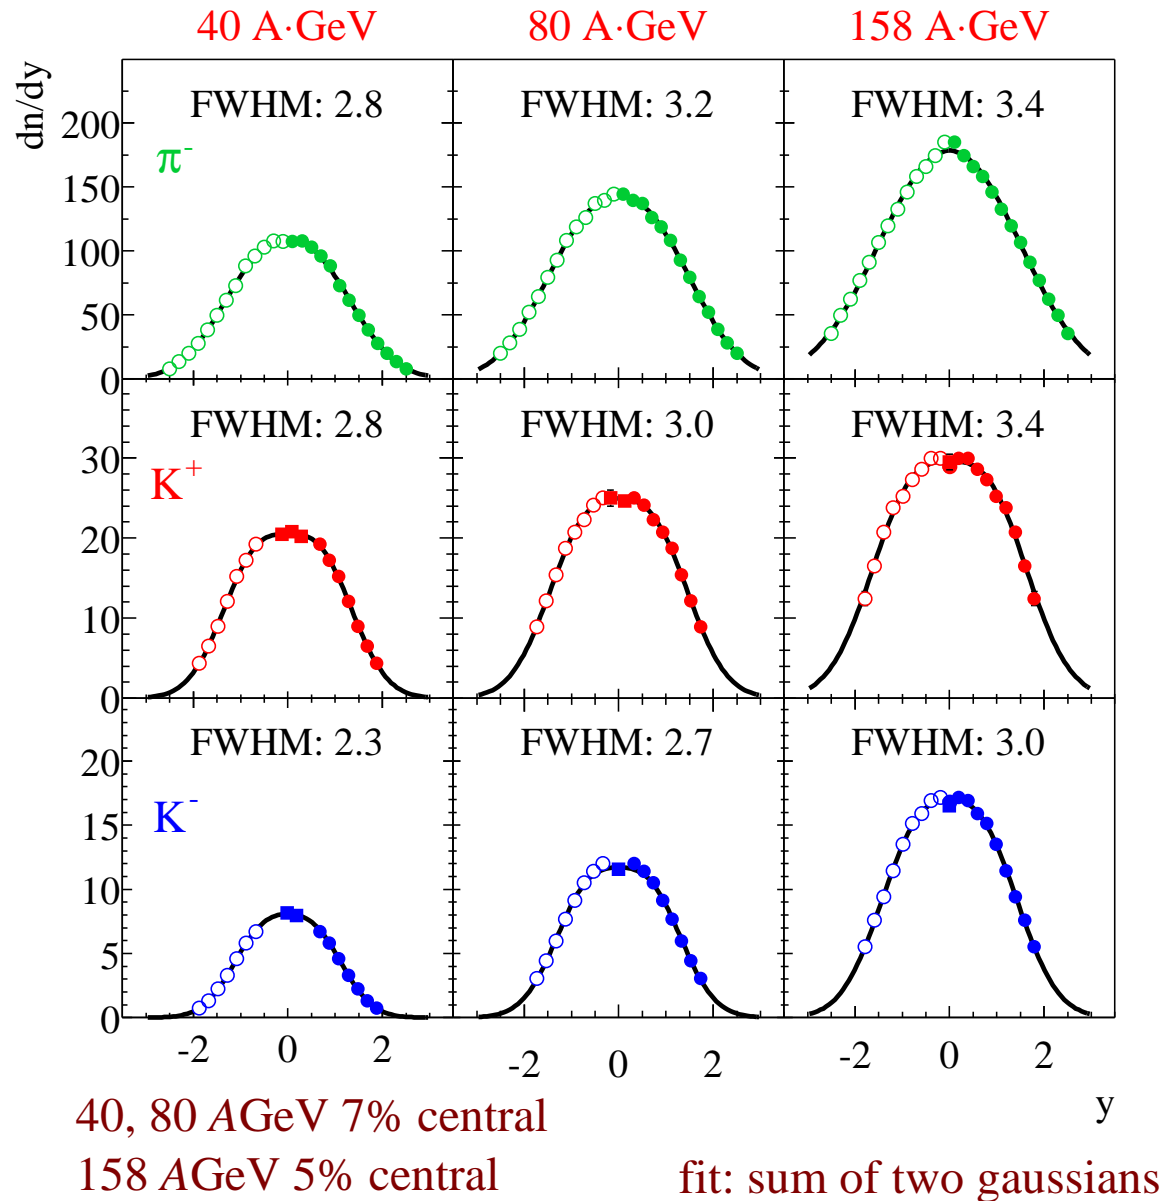 40 A·GeV 80 A·GeV 158 A·GeV
dn/dy
FWHM: 2.8 FWHM: 3.2 FWHM: 3.4
π-
200
150
100
50
0
FWHM: 2.8 FWHM: 3.0 FWHM: 3.4
K+
30
20
10
0
FWHM: 2.3 FWHM: 2.7 FWHM: 3.0
K-
20
15
10
5
0
-2 0 2 -2 0 2 -2 0 2
y
40, 80 AGeV 7% central
158 AGeV 5% central fit: sum of two gaussians